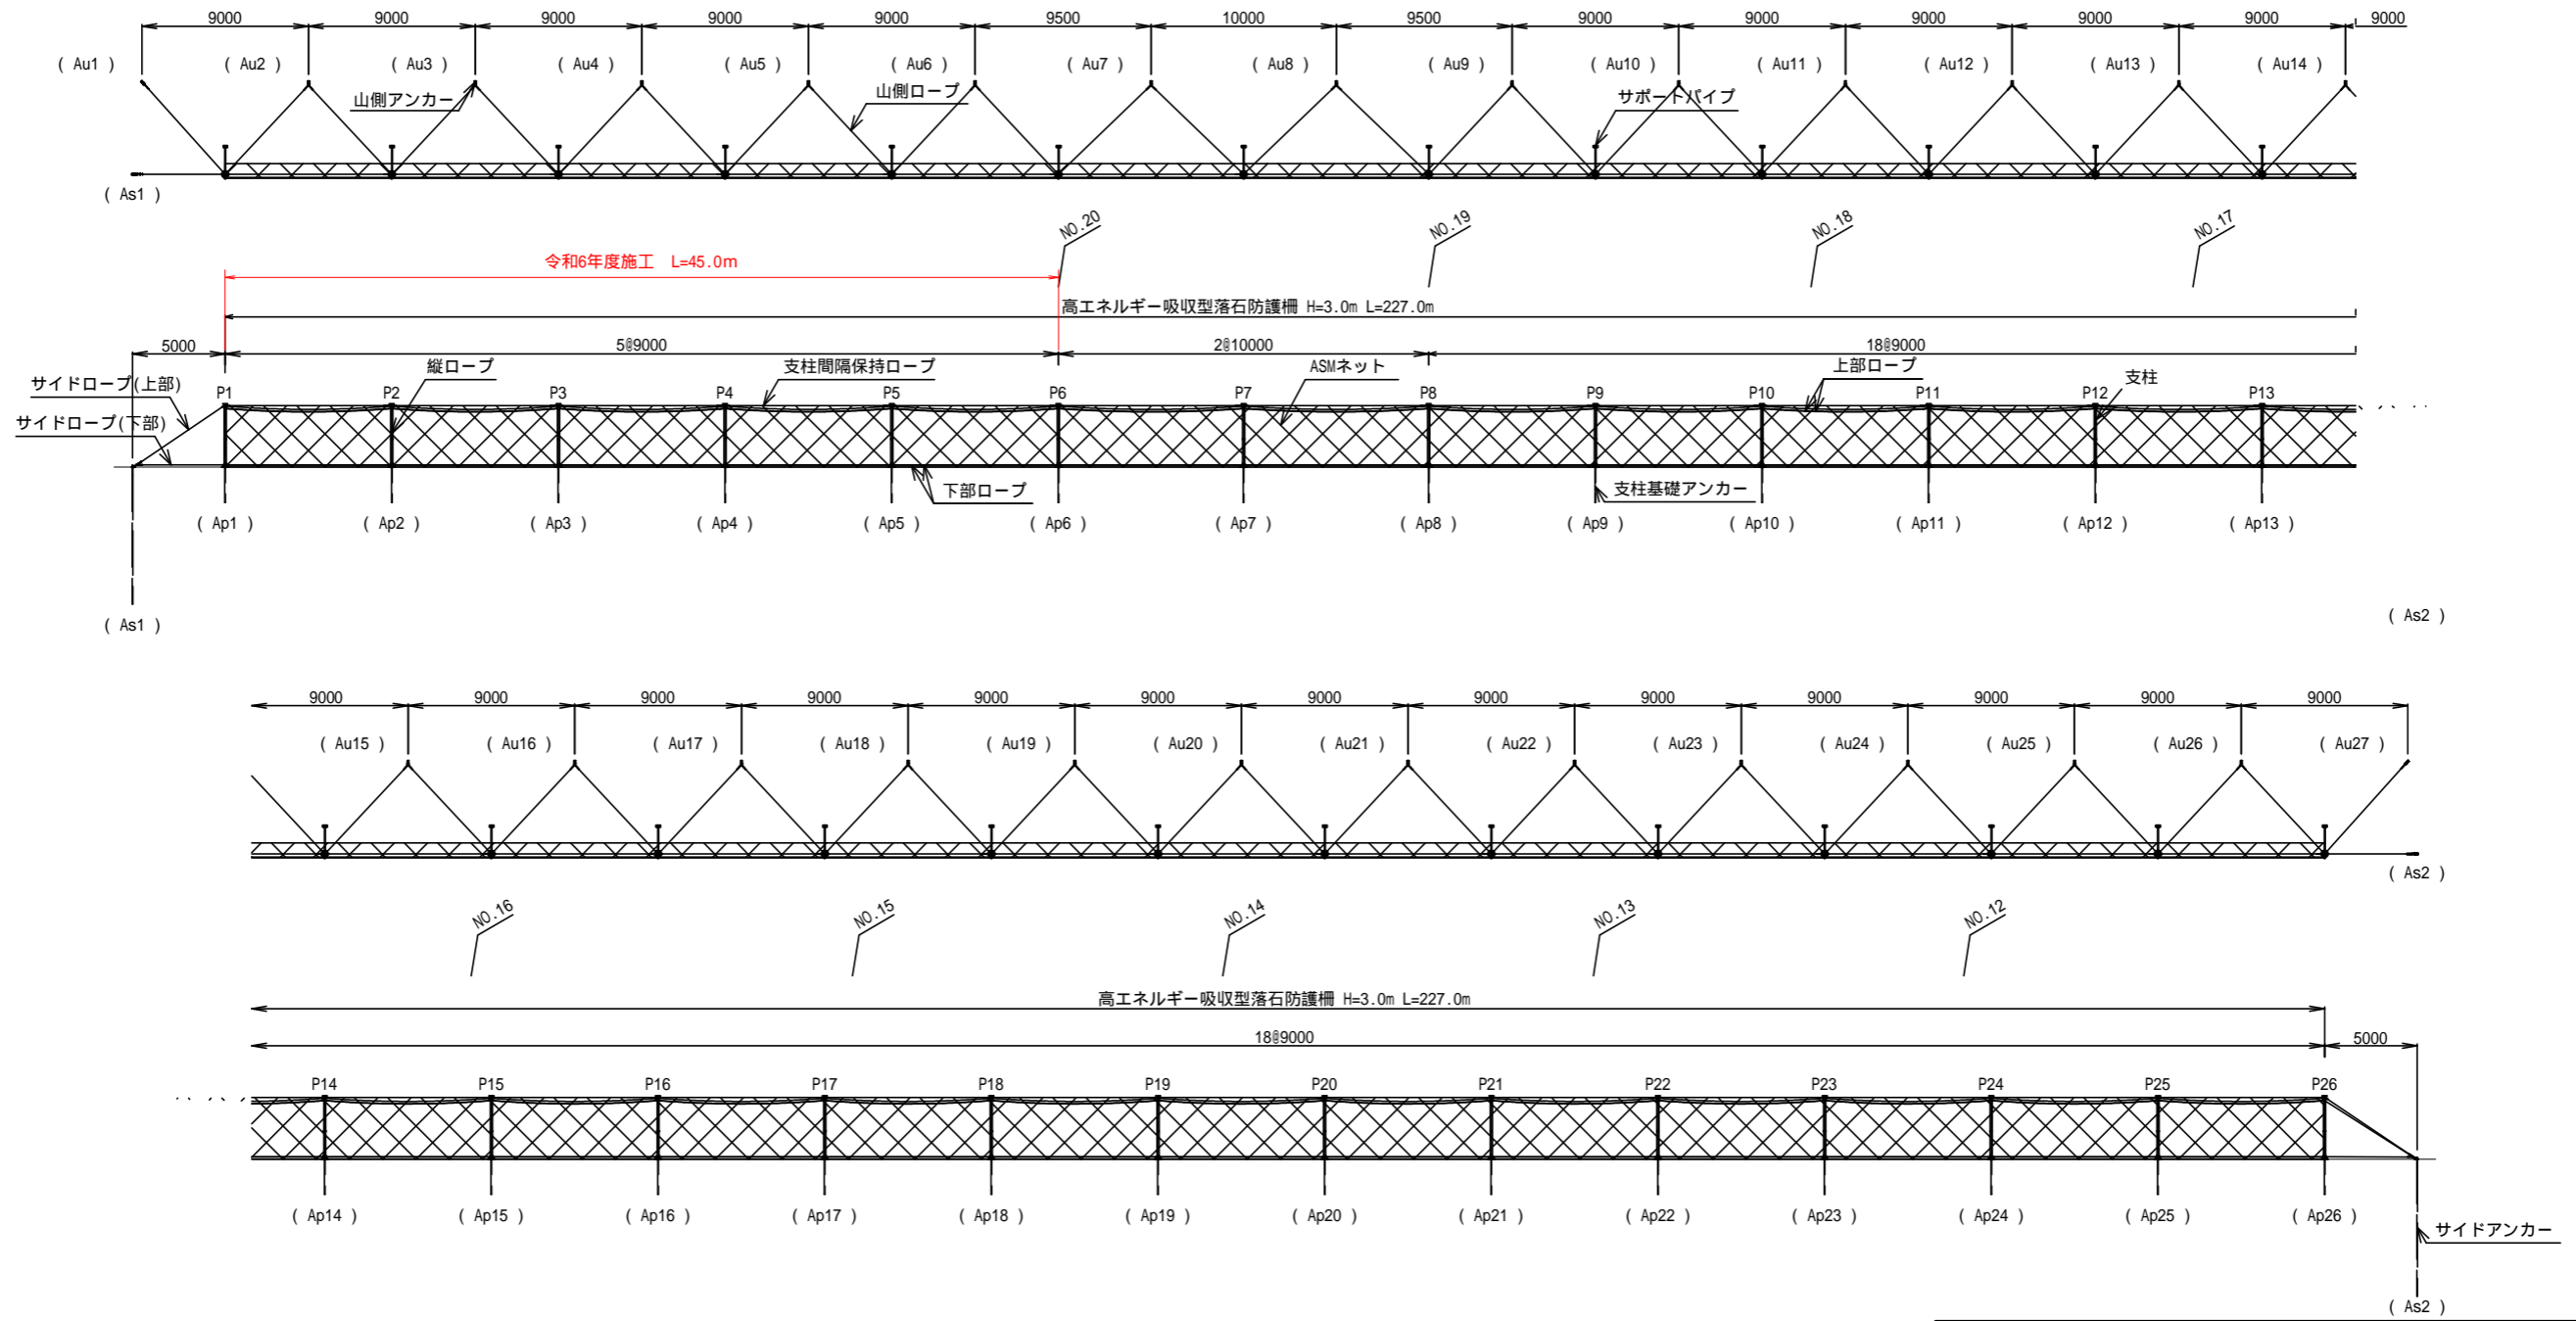 9000 9000 9000 9000 9000 9500 10000 9500 9000 9000 9000 9000 9000 9000
( Au1 ) ( Au2 ) ( Au3 ) ( Au4 ) ( Au5 ) ( Au6 ) ( Au7 ) ( Au8 ) ( Au9 ) ( Au10 ) ( Au11 ) ( Au12 ) ( Au13 ) ( Au14 )
山側アンカー 山側ロープ サポートパイプ
( As1 )
NO.20 NO.19 NO.18 NO.17
令和6年度施工 L=45.0m
高エネルギー吸収型落石防護柵 H=3.0m L=227.0m
5000 5@9000 2@10000 18@9000
サイドロープ(上部) 縦ロープ 支柱間隔保持ロープ ASMネット 上部ロープ 支柱
P1 P2 P3 P4 P5 P6 P7 P8 P9 P10 P11 P12 P13
サイドロープ(下部)
下部ロープ 支柱基礎アンカー
( Ap1 ) ( Ap2 ) ( Ap3 ) ( Ap4 ) ( Ap5 ) ( Ap6 ) ( Ap7 ) ( Ap8 ) ( Ap9 ) ( Ap10 ) ( Ap11 ) ( Ap12 ) ( Ap13 )
( As1 ) ( As2 )
9000 9000 9000 9000 9000 9000 9000 9000 9000 9000 9000 9000 9000
( Au15 ) ( Au16 ) ( Au17 ) ( Au18 ) ( Au19 ) ( Au20 ) ( Au21 ) ( Au22 ) ( Au23 ) ( Au24 ) ( Au25 ) ( Au26 ) ( Au27 )
( As2 )
NO.16 NO.15 NO.14 NO.13 NO.12
高エネルギー吸収型落石防護柵 H=3.0m L=227.0m
18@9000 5000
P14 P15 P16 P17 P18 P19 P20 P21 P22 P23 P24 P25 P26
( Ap14 ) ( Ap15 ) ( Ap16 ) ( Ap17 ) ( Ap18 ) ( Ap19 ) ( Ap20 ) ( Ap21 ) ( Ap22 ) ( Ap23 ) ( Ap24 ) ( Ap25 ) ( Ap26 )
サイドアンカー
( As2 )